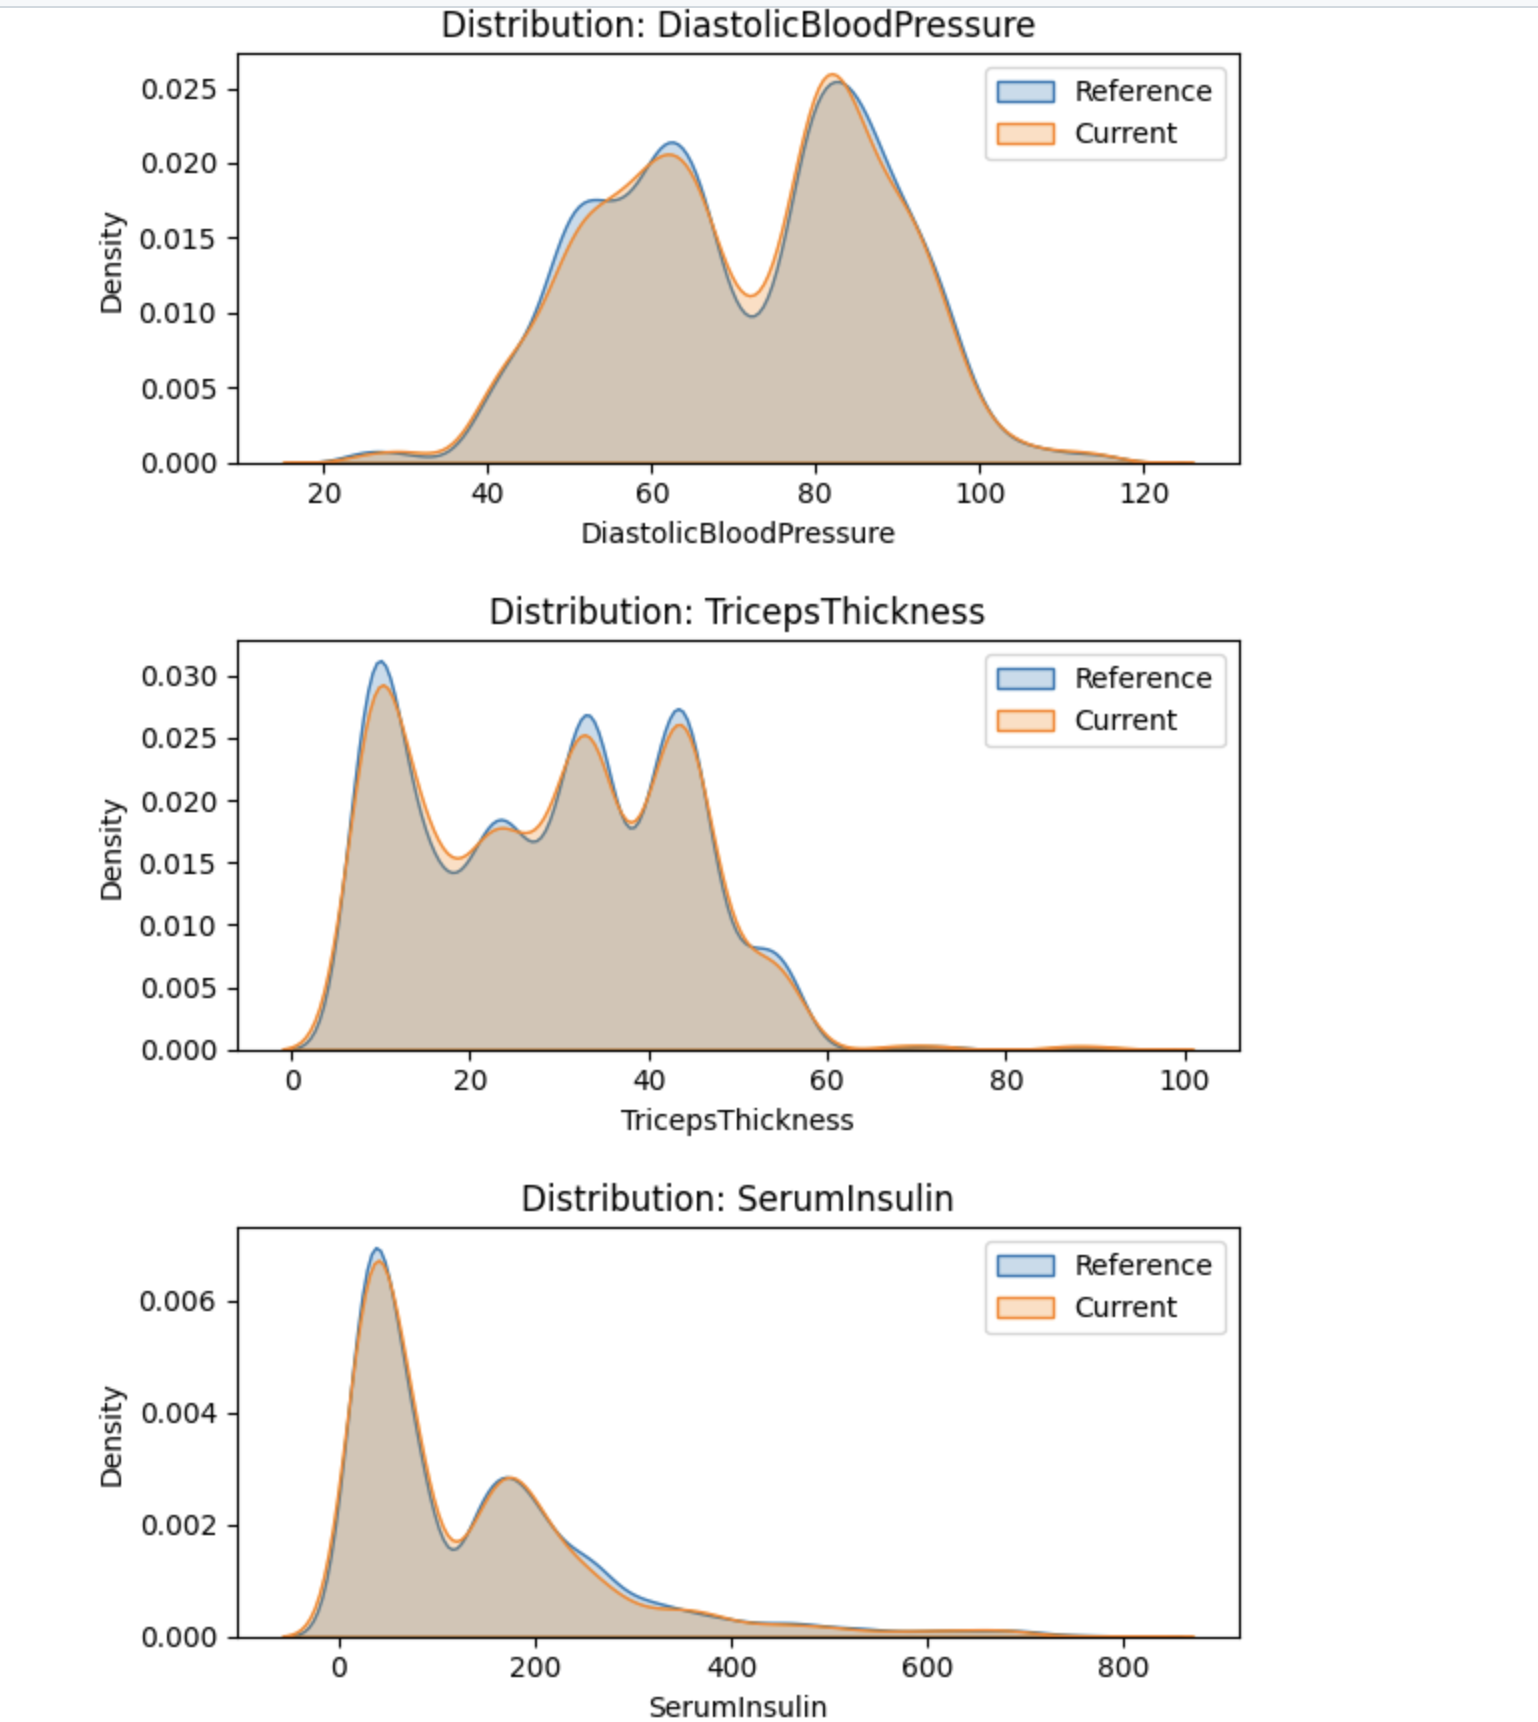 Distribution: DiastolicBloodPressure
Reference
Current
Density
0.025
0.020
0.015
0.010
0.005
0.000
20 40 60 80 100 120
DiastolicBloodPressure
Distribution: TricepsThickness
Reference
Current
Density
0.030
0.025
0.020
0.015
0.010
0.005
0.000
0 20 40 60 80 100
TricepsThickness
Distribution: SerumInsulin
Reference
Current
Density
0.006
0.004
0.002
0.000
0 200 400 600 800
SerumInsulin